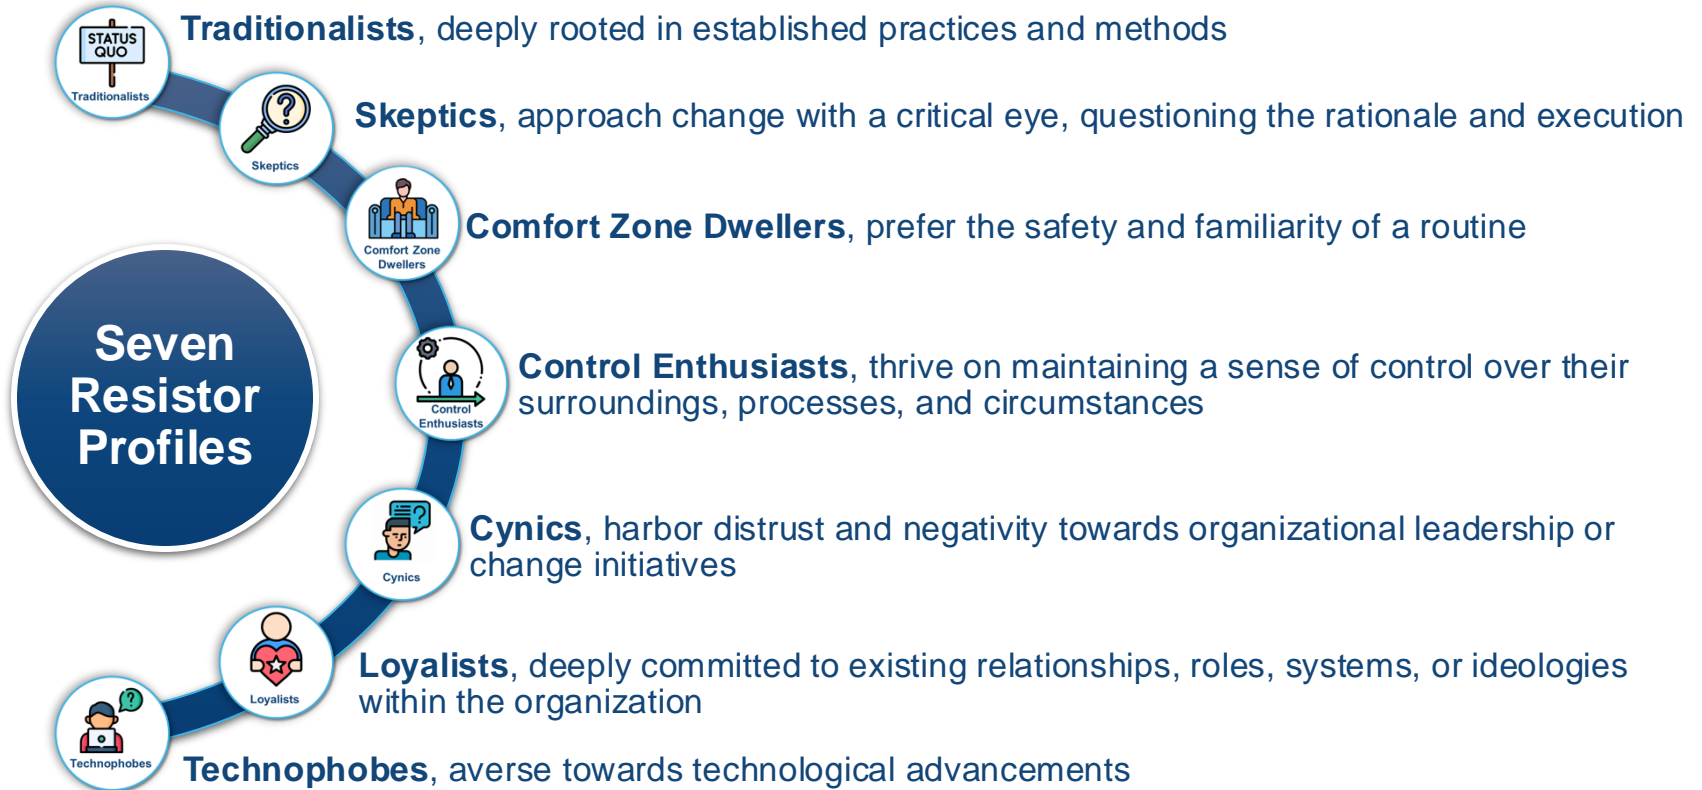 STATUS
QUO
Traditionalists
Traditionalists, deeply rooted in established practices and methods
Skeptics
Skeptics, approach change with a critical eye, questioning the rationale and execution
Comfort Zone
Dwellers
Comfort Zone Dwellers, prefer the safety and familiarity of a routine
Seven
Resistor
Profiles
Control
Enthusiasts
Control Enthusiasts, thrive on maintaining a sense of control over their
surroundings, processes, and circumstances
?
Cynics
Cynics, harbor distrust and negativity towards organizational leadership or
change initiatives
Loyalists
Loyalists, deeply committed to existing relationships, roles, systems, or ideologies
within the organization
?
Technophobes
Technophobes, averse towards technological advancements